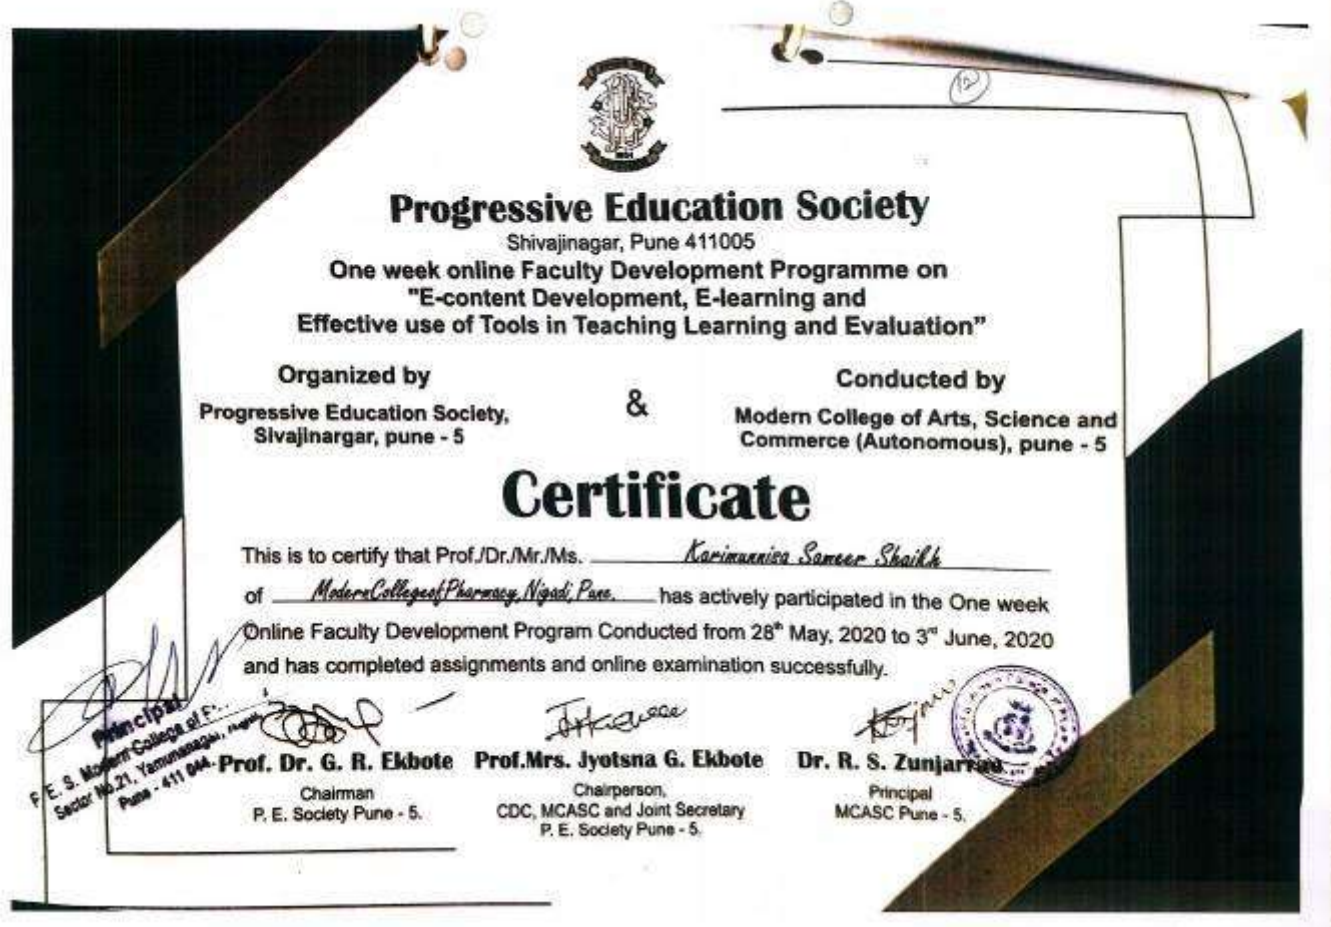 12
1934
Progressive Education Society
Shivajinagar, Pune 411005
One week online Faculty Development Programme on
"E-content Development, E-learning and
Effective use of Tools in Teaching Learning and Evaluation”
Organized by
Progressive Education Society,
Sivajinargar, pune - 5
&
Conducted by
Modern College of Arts, Science and
Commerce (Autonomous), pune - 5
Certificate
This is to certify that Prof./Dr./Mr./Ms. Karimunnisa Sameer Shaikh
of Modern College of Pharmacy, Nigadi, Pune. has actively participated in the One week
Online Faculty Development Program Conducted from 28th May, 2020 to 3rd June, 2020
and has completed assignments and online examination successfully.
Principal
P. E. S. Modern College of
Sector No.21, Yamunanagar,
Pune - 411 044.
Prof. Dr. G. R. Ekbote
Chairman
P. E. Society Pune - 5.
Prof.Mrs. Jyotsna G. Ekbote
Chairperson,
CDC, MCASC and Joint Secretary
P. E. Society Pune - 5.
Dr. R. S. Zunjarrao
Principal
MCASC Pune - 5.